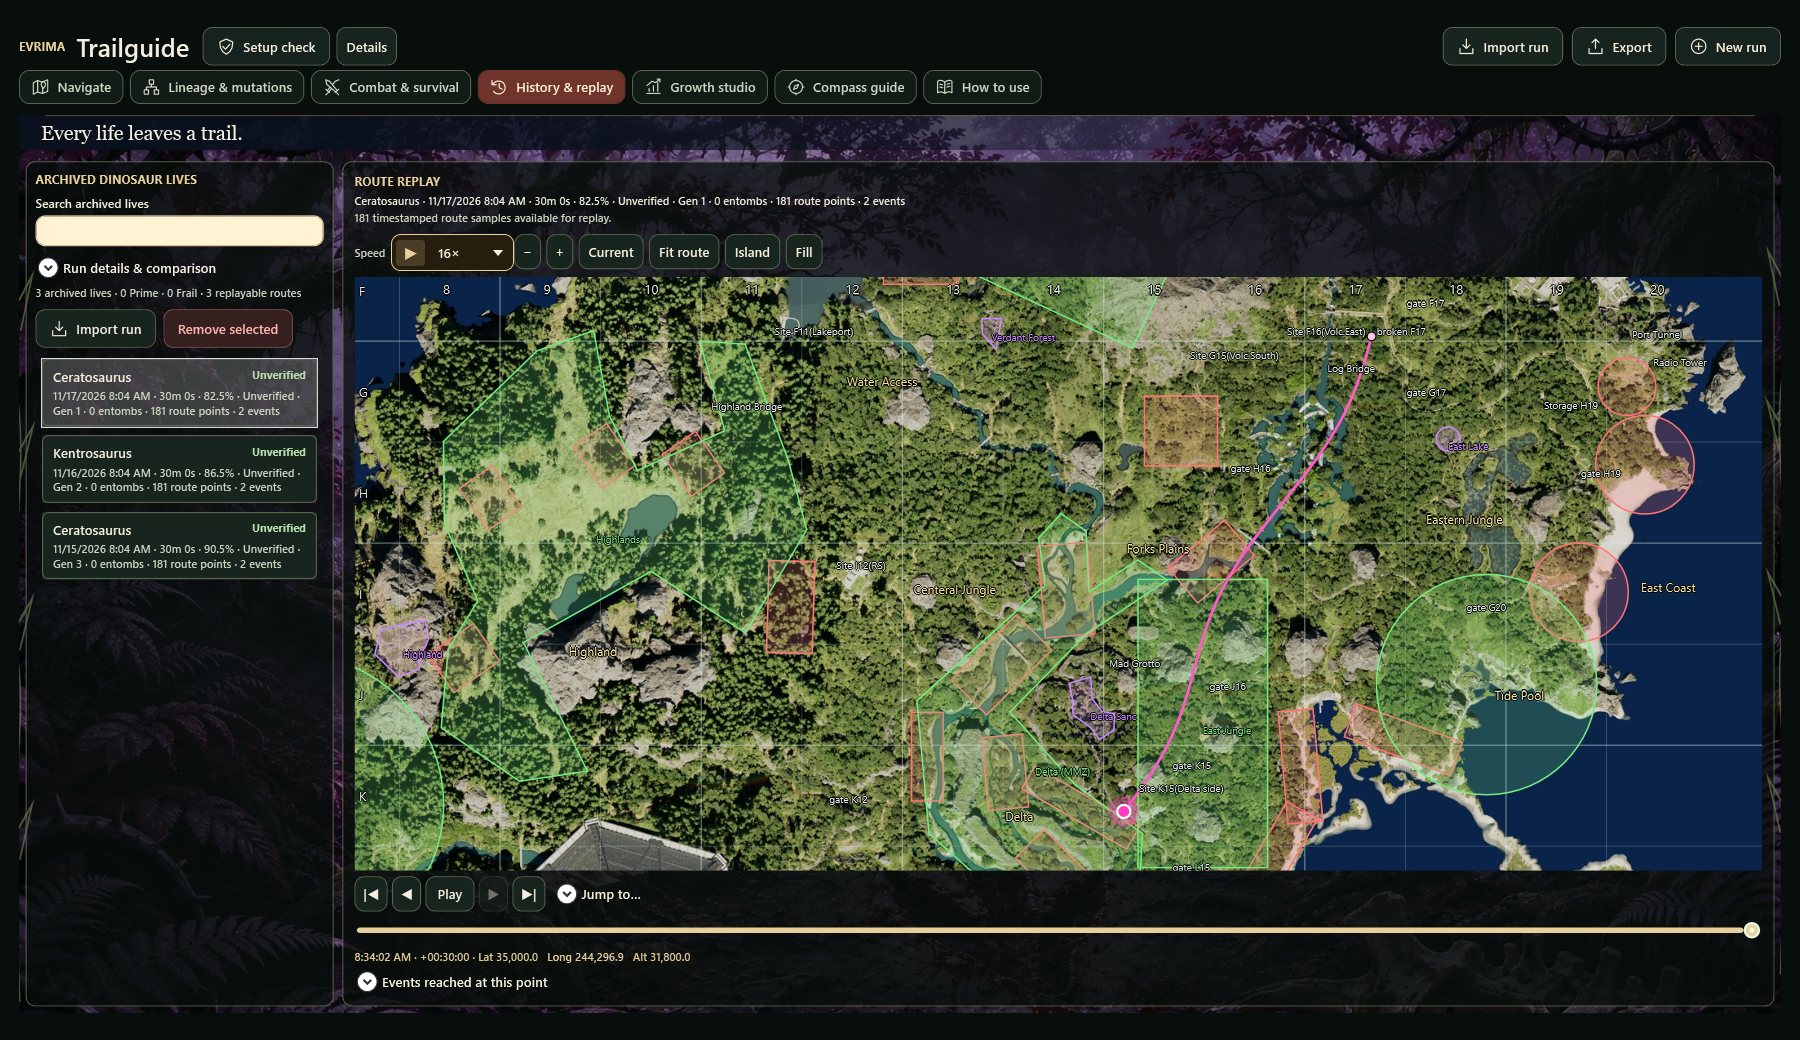 EVRIMA Trailguide Setup check Details Import run Export New run
Navigate Lineage & mutations Combat & survival History & replay Growth studio Compass guide How to use
Every life leaves a trail.
ARCHIVED DINOSAUR LIVES
Search archived lives
Run details & comparison
3 archived lives · 0 Prime · 0 Frail · 3 replayable routes
Import run Remove selected
Ceratosaurus Unverified
11/17/2026 8:04 AM · 30m 0s · 82.5% · Unverified ·
Gen 1 · 0 entombs · 181 route points · 2 events
Kentrosaurus Unverified
11/16/2026 8:04 AM · 30m 0s · 86.5% · Unverified ·
Gen 2 · 0 entombs · 181 route points · 2 events
Ceratosaurus Unverified
11/15/2026 8:04 AM · 30m 0s · 90.5% · Unverified ·
Gen 3 · 0 entombs · 181 route points · 2 events
ROUTE REPLAY
Ceratosaurus · 11/17/2026 8:04 AM · 30m 0s · 82.5% · Unverified · Gen 1 · 0 entombs · 181 route points · 2 events
181 timestamped route samples available for replay.
Speed 16× − + Current Fit route Island Fill
F 8 9 10 11 12 13 14 15 16 17 18 19 20
gate F17
Site F11(Lakeport) Verdant Forest Site F16(Volc.East) broken F17 Port Tunnel
Site G15(Volc.South) Log Bridge Radio Tower
Water Access
G gate G17
Highland Bridge Storage H19
East Lake
gate H16 gate H19
H
Eastern Jungle
Highlands Forks Plains
Site I12(RS)
I Centeral Jungle East Coast
gate G20
Highland Highland Mad Grotto
gate J16
J Tide Pool
Delta Sanc
East Jungle
gate K15
Delta (MMZ)
Site K15(Delta side)
K gate K12
Delta
gate L15
Play Jump to...
8:34:02 AM · +00:30:00 · Lat 35,000.0 Long 244,296.9 Alt 31,800.0
Events reached at this point